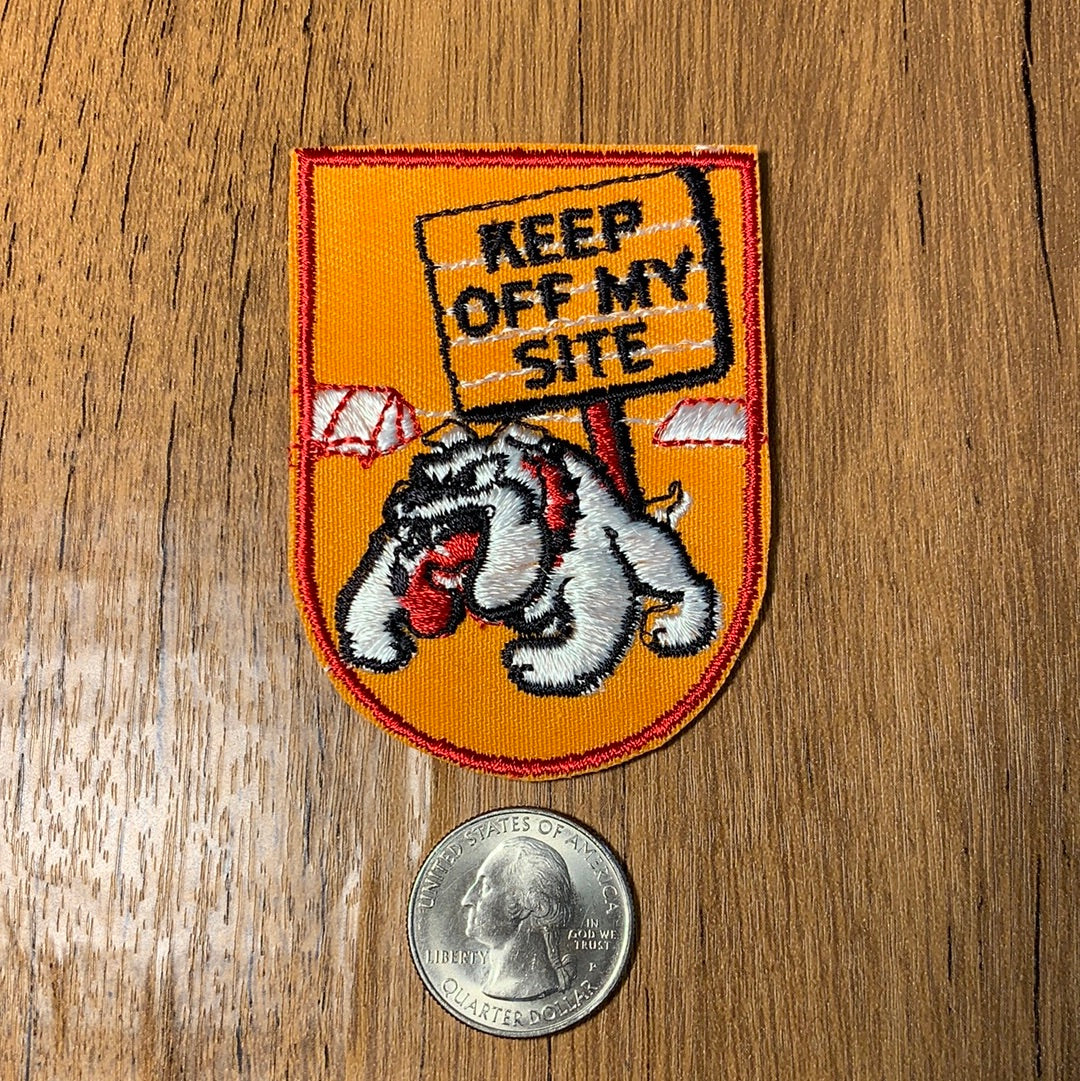 KEEP
OFF MY
SITE
UNITED STATES OF AMERICA
LIBERTY
IN
GOD WE
TRUST
P
QUARTER DOLLAR